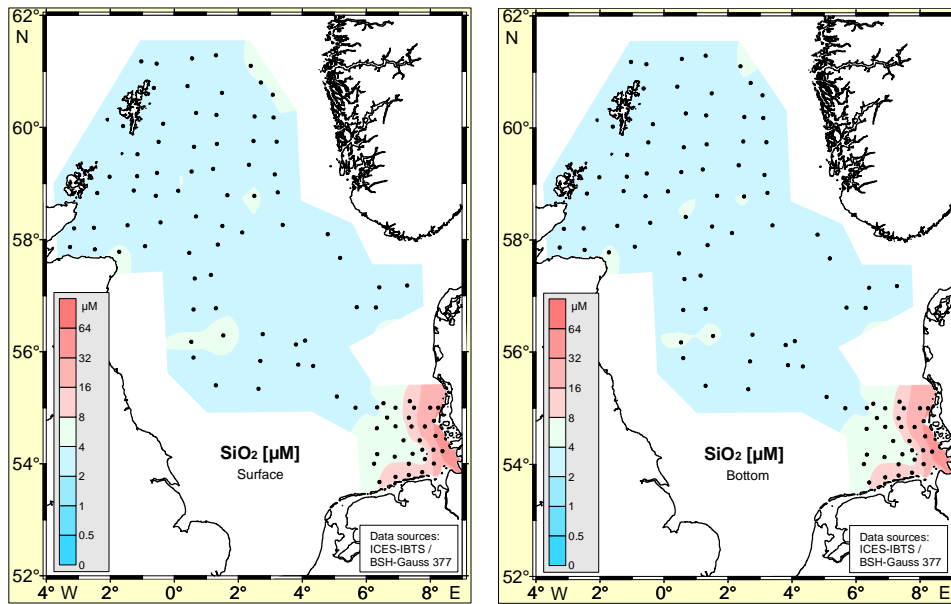 62°
N
60°
58°
56°
54°
52°
4° W 2° 0° 2° 4° 6° 8° E
µM
64
32
16
8
4
2
1
0.5
0
SiO₂ [µM]
Surface
Data sources:
ICES-IBTS /
BSH-Gauss 377
62°
N
60°
58°
56°
54°
52°
4° W 2° 0° 2° 4° 6° 8° E
µM
64
32
16
8
4
2
1
0.5
0
SiO₂ [µM]
Bottom
Data sources:
ICES-IBTS /
BSH-Gauss 377